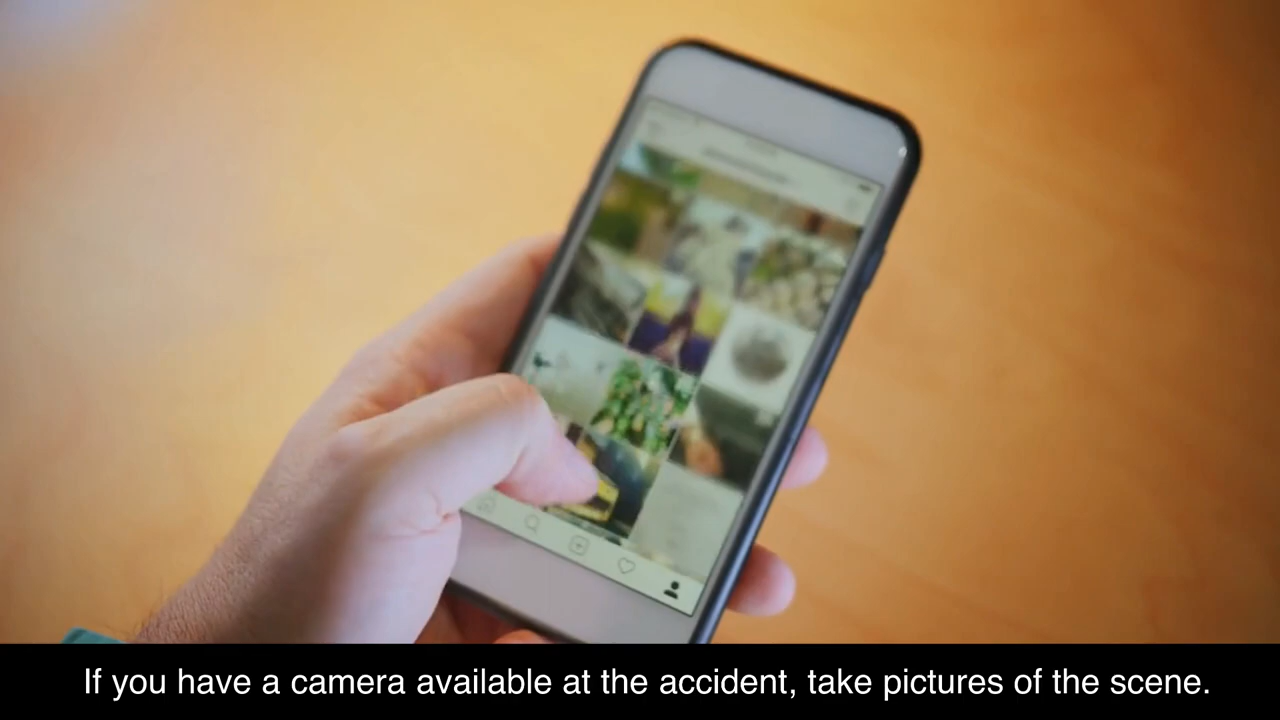 If you have a camera available at the accident, take pictures of the scene.